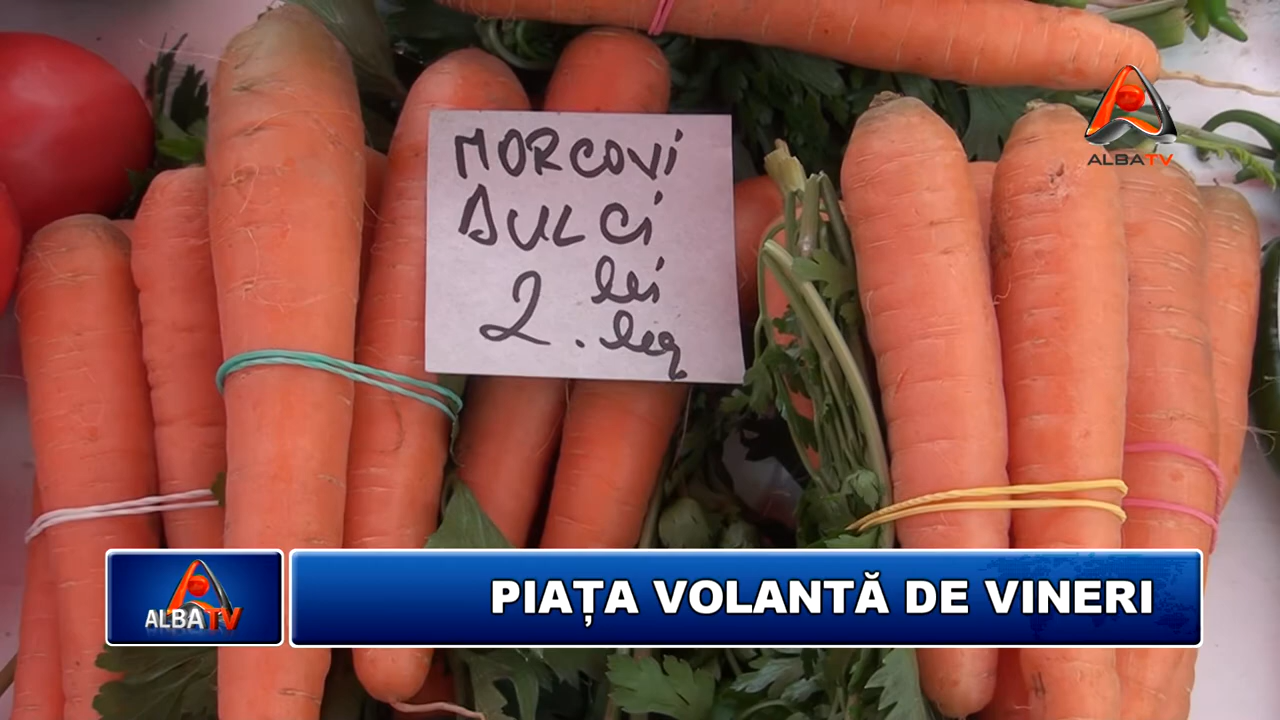 MORCOVI
DULCI
2. lei
leg
ALBATV
ALBATV
PIAȚA VOLANTĂ DE VINERI